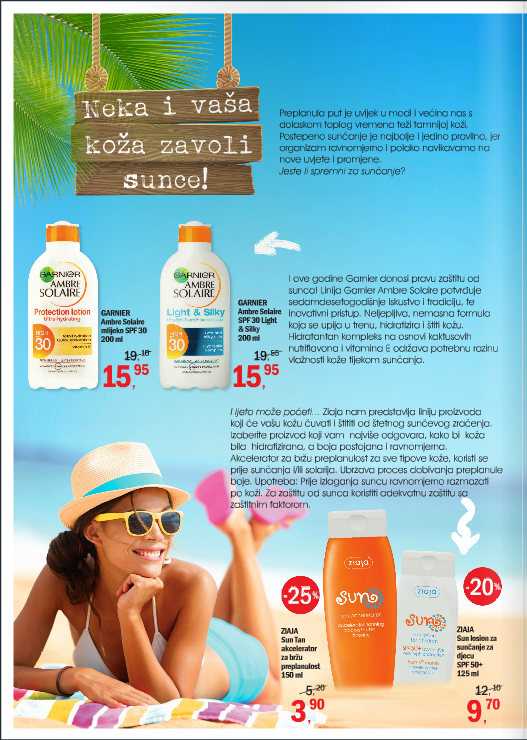 Neka i vaša
koža zavoli
sunce!
Preplanula put je uvijek u modi i većina nas s
dolaskom toplog vremena teži tamnijoj koži.
Postepeno sunčanje je najbolje i jedino pravilno, jer
organizam ravnomjerno i polako navikavamo na
nove uvjete i promjene.
Jeste li spremni za sunčanje?
GARNIER
AMBRE
SOLAIRE
Protection lotion
Ultra-hydrating
HIGH
30
GARNIER
Ambre Solaire
mlijeko SPF 30
200 ml
19,10
15,95
GARNIER
AMBRE
SOLAIRE
Light & Silky
HIGH
30
GARNIER
Ambre Solaire
SPF 30 Light
& Silky
200 ml
19,55
15,95
I ove godine Garnier donosi pravu zaštitu od
sunca! Linija Garnier Ambre Solaire potvrđuje
sedamdesetogodišnje iskustvo i tradiciju, te
inovativni pristup. Neljepljiva, nemasna formula
koja se upija u trenu, hidratizira i štiti kožu.
Hidratantan kompleks na osnovi kaktusovih
nutriflavona i vitamina E održava potrebnu razinu
vlažnosti kože tijekom sunčanja.
I ljeto može početi... Ziaja nam predstavlja liniju proizvoda
koji će vašu kožu čuvati i štititi od štetnog sunčevog zračenja.
Izaberite proizvod koji vam najviše odgovara, kako bi koža
bila hidratizirana, a boja postojana i ravnomjerna.
Akcelerator za bržu preplanulost za sve tipove kože, koristi se
prije sunčanja i/ili solarija. Ubrzava proces dobivanja preplanule
boje. Upotreba: Prije izlaganja suncu ravnomjerno razmazati
po koži. Za zaštitu od sunca koristiti adekvatnu zaštitu sa
zaštitnim faktorom.
ziaja
sun
-25%
ZIAJA
Sun Tan
akcelerator
za bržu
preplanulost
150 ml
5,20
3,90
ziaja
sun
-20%
ZIAJA
Sun losion za
sunčanje za
djecu
SPF 50+
125 ml
12,10
9,70